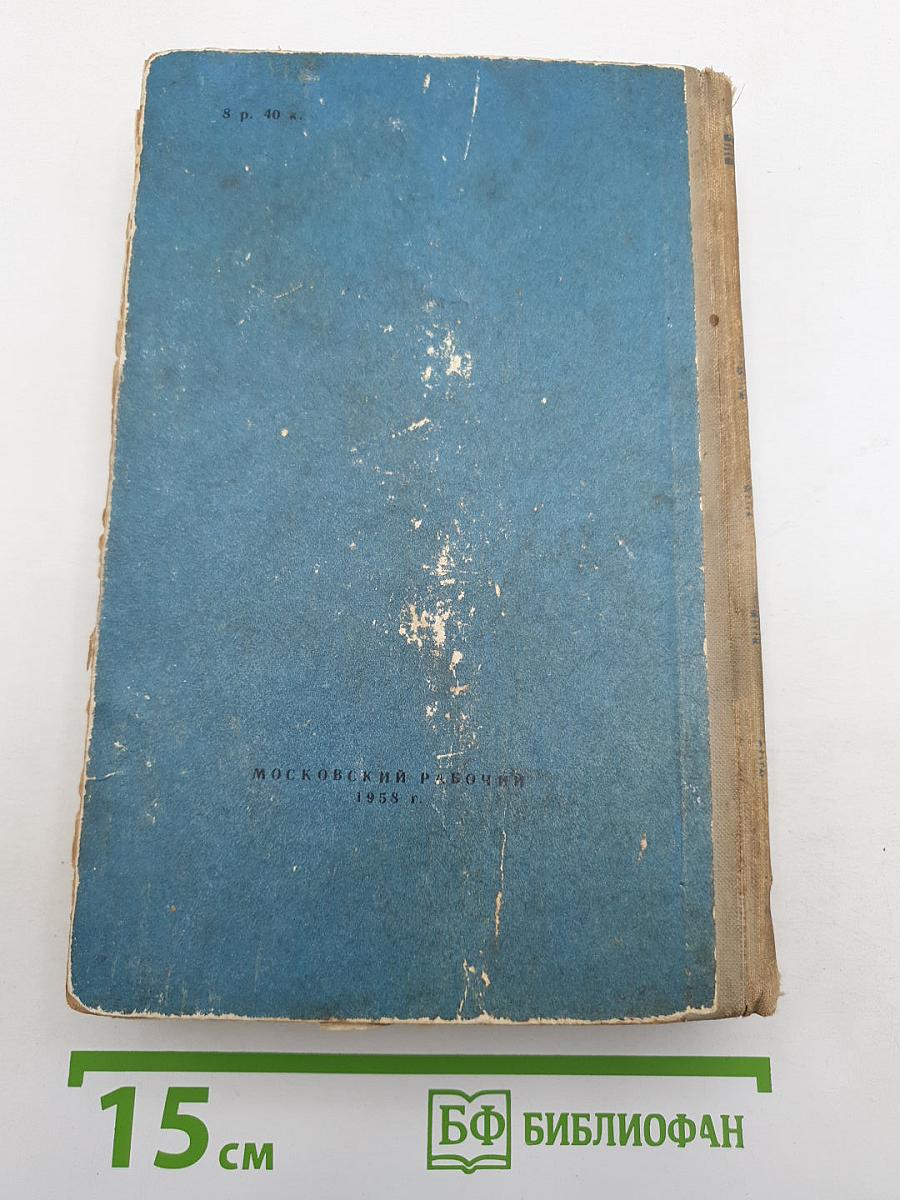 8 р. 40 к.
МОСКОВСКИЙ РАБОЧИЙ
1958 г.
15 см
БФ БИБЛИОФАН